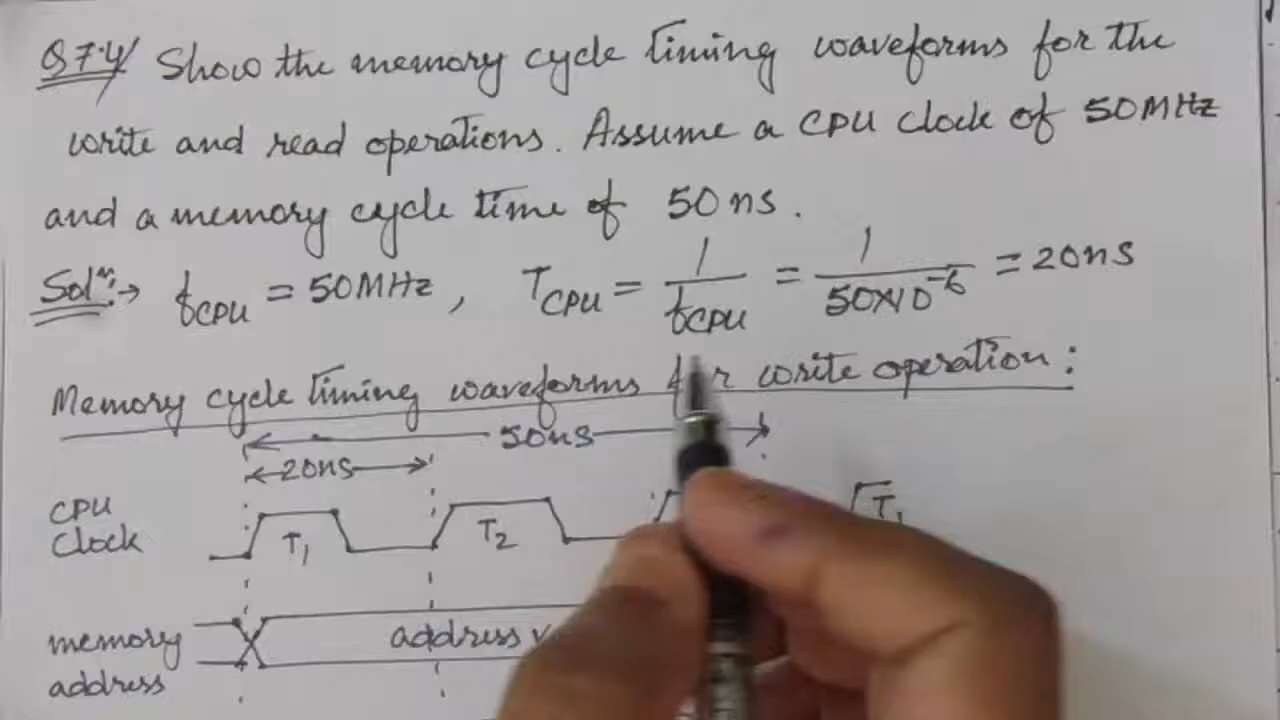 Q7.4/ Show the memory cycle timing waveforms for the
write and read operations. Assume a CPU clock of 50MHz
and a memory cycle time of 50ns.
Solⁿ:→ fCPU = 50MHz, TCPU = 1/fCPU = 1/50×10⁻⁶ = 20ns
Memory cycle timing waveforms for write operation:
50ns
20ns
CPU
Clock
T₁ T₂ T₁
memory
address
address